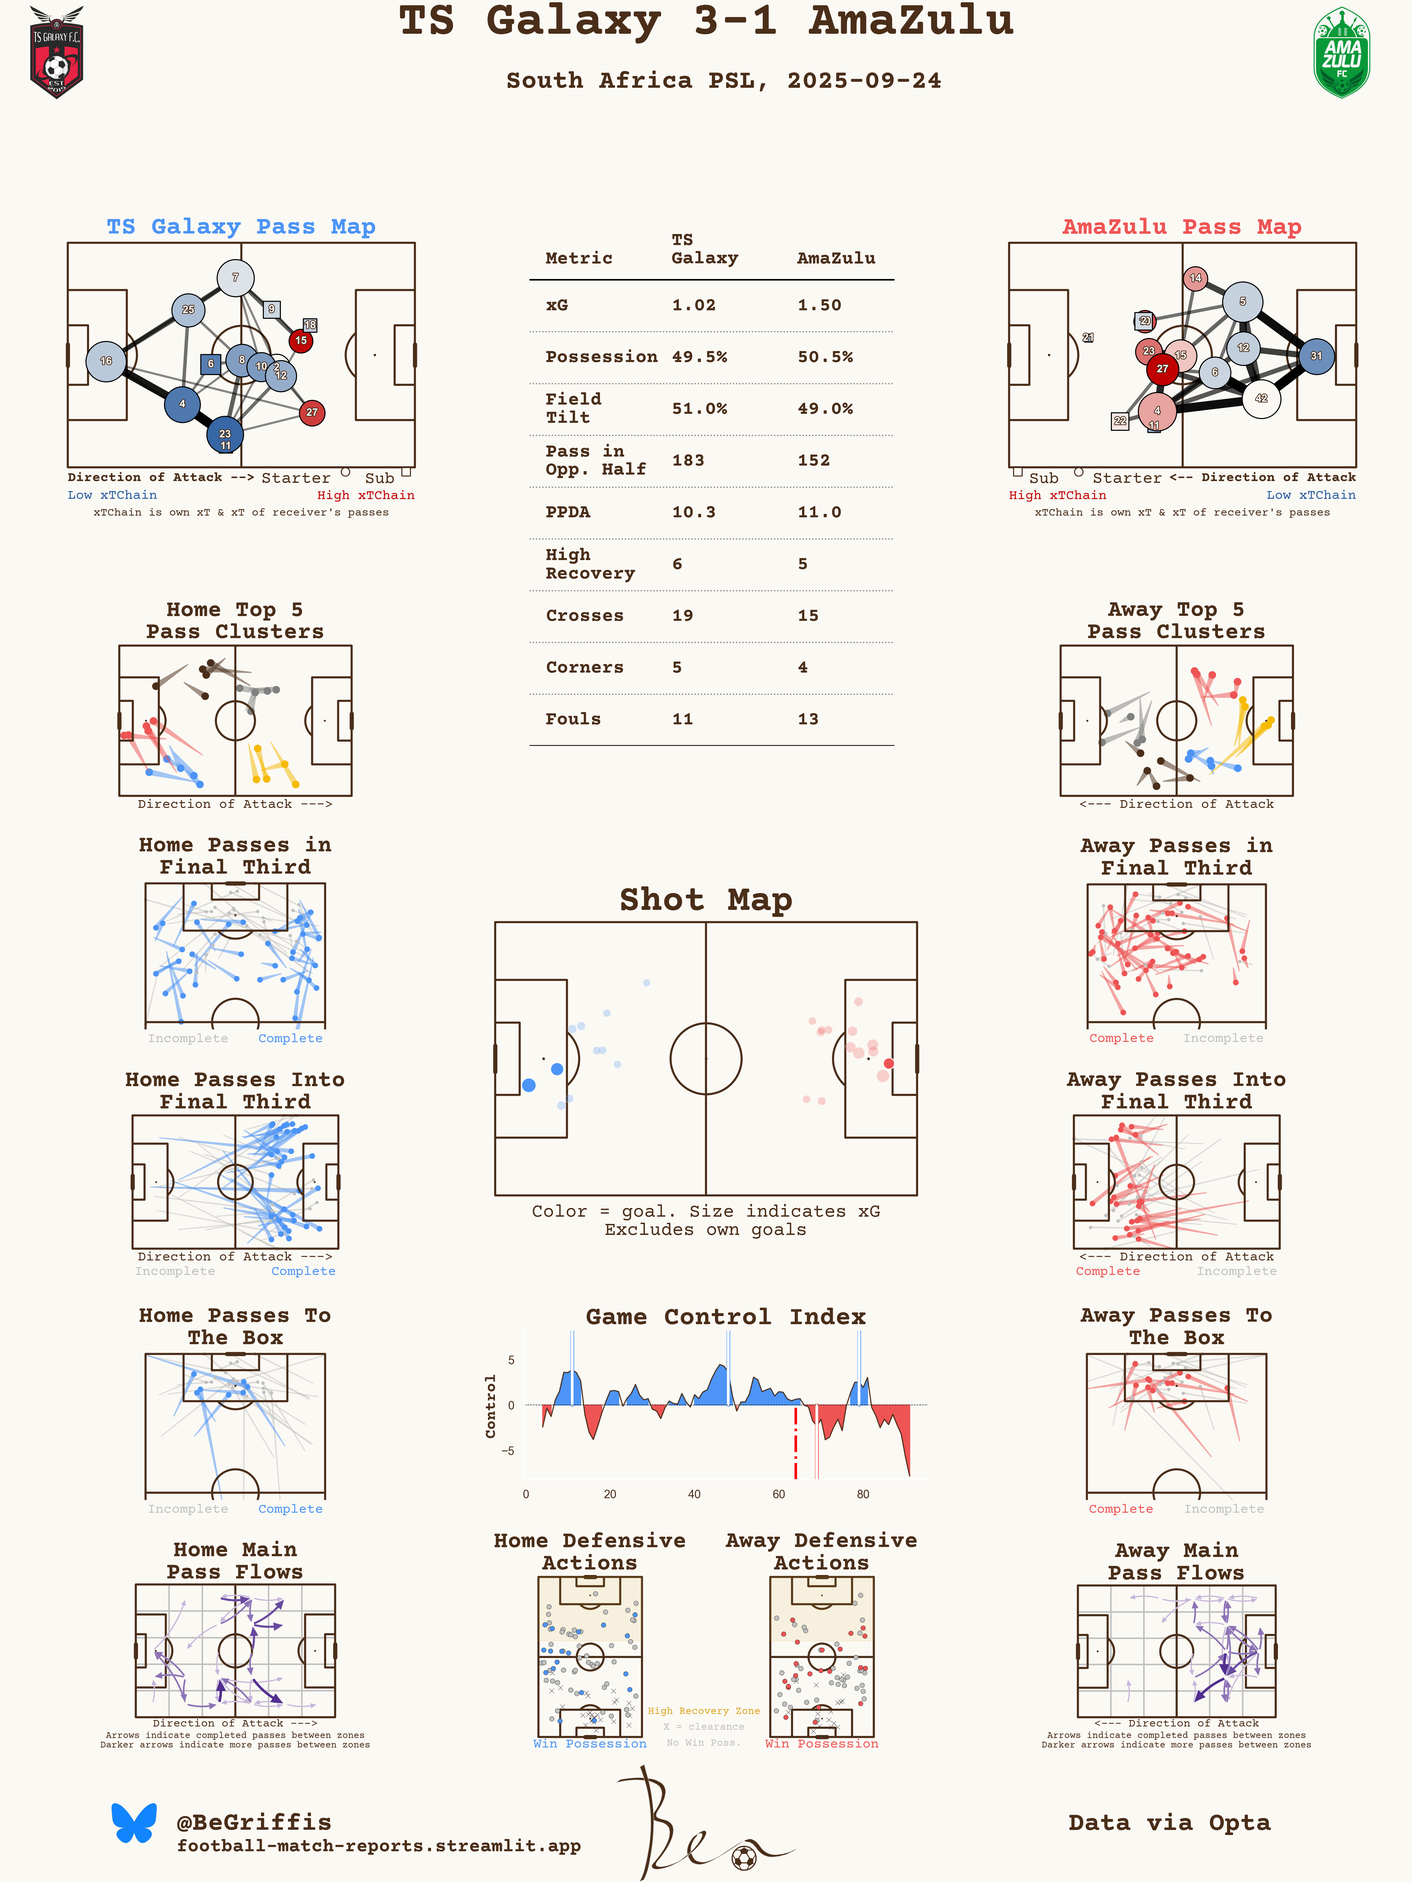 TS Galaxy 3-1 AmaZulu
South Africa PSL, 2025-09-24
TS GALAXY F.C.
EST
2015
AMA
ZULU
FC
TS Galaxy Pass Map
7
25
9
18
15
16
6
8
10
2
12
4
27
23
11
Direction of Attack --> Starter Sub
Low xTChain High xTChain
xTChain is own xT & xT of receiver's passes
Metric TS Galaxy AmaZulu
xG 1.02 1.50
Possession 49.5% 50.5%
Field Tilt 51.0% 49.0%
Pass in Opp. Half 183 152
PPDA 10.3 11.0
High Recovery 6 5
Crosses 19 15
Corners 5 4
Fouls 11 13
AmaZulu Pass Map
14
5
21
12
23
15
31
27
6
42
4
22
11
Sub Starter <-- Direction of Attack
High xTChain Low xTChain
xTChain is own xT & xT of receiver's passes
Home Top 5
Pass Clusters
Direction of Attack --->
Away Top 5
Pass Clusters
<--- Direction of Attack
Home Passes in
Final Third
Incomplete Complete
Away Passes in
Final Third
Complete Incomplete
Shot Map
Color = goal. Size indicates xG
Excludes own goals
Home Passes Into
Final Third
Direction of Attack --->
Incomplete Complete
Away Passes Into
Final Third
<--- Direction of Attack
Complete Incomplete
Home Passes To
The Box
Incomplete Complete
Game Control Index
Control
5
0
−5
0 20 40 60 80
Away Passes To
The Box
Complete Incomplete
Home Main
Pass Flows
Direction of Attack --->
Arrows indicate completed passes between zones
Darker arrows indicate more passes between zones
Home Defensive
Actions
Win Possession
Away Defensive
Actions
Win Possession
High Recovery Zone
X = clearance
No Win Poss.
Away Main
Pass Flows
<--- Direction of Attack
Arrows indicate completed passes between zones
Darker arrows indicate more passes between zones
@BeGriffis
football-match-reports.streamlit.app
Ben
Data via Opta